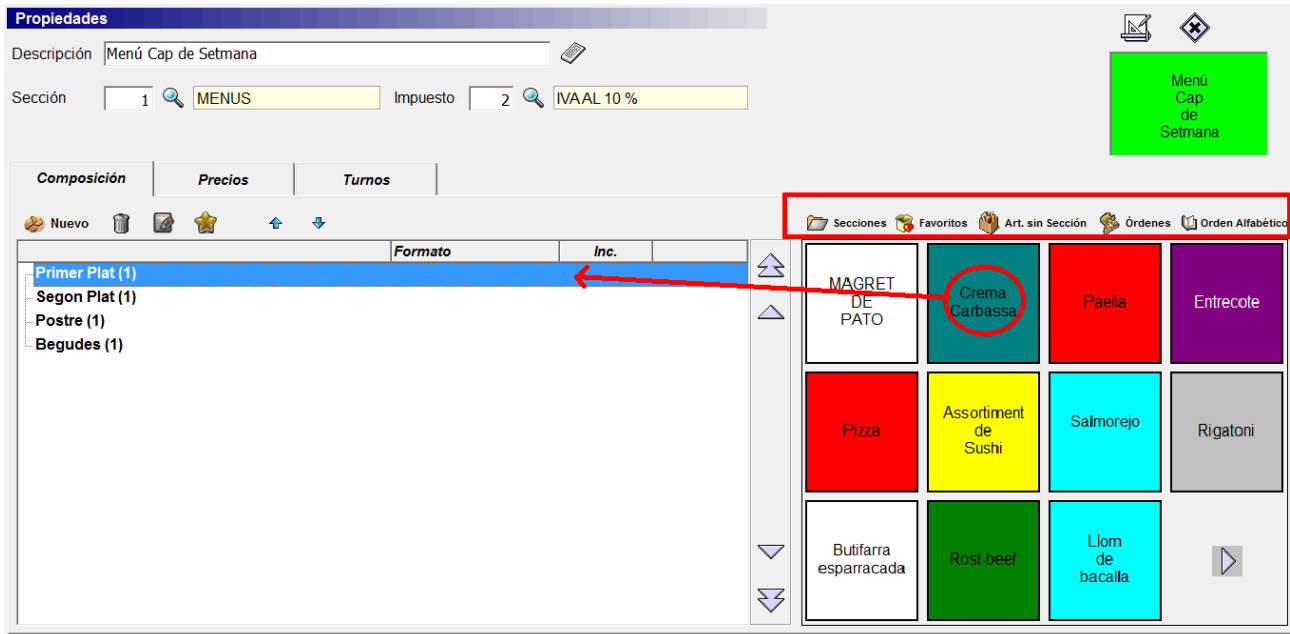 Propiedades
Descripción Menú Cap de Setmana
Sección 1 MENUS Impuesto 2 IVA AL 10 %
Menú
Cap
de
Setmana
Composición Precios Turnos
Nuevo
Secciones Favoritos Art. sin Sección Órdenes Orden Alfabético
Formato Inc.
Primer Plat (1)
Segon Plat (1)
Postre (1)
Begudes (1)
MAGRET
DE
PATO
Crema
Carbassa
Paella
Entrecote
Pizza
Assortiment
de
Sushi
Salmorejo
Rigatoni
Butifarra
esparracada
Rost-beef
Llom
de
bacalla